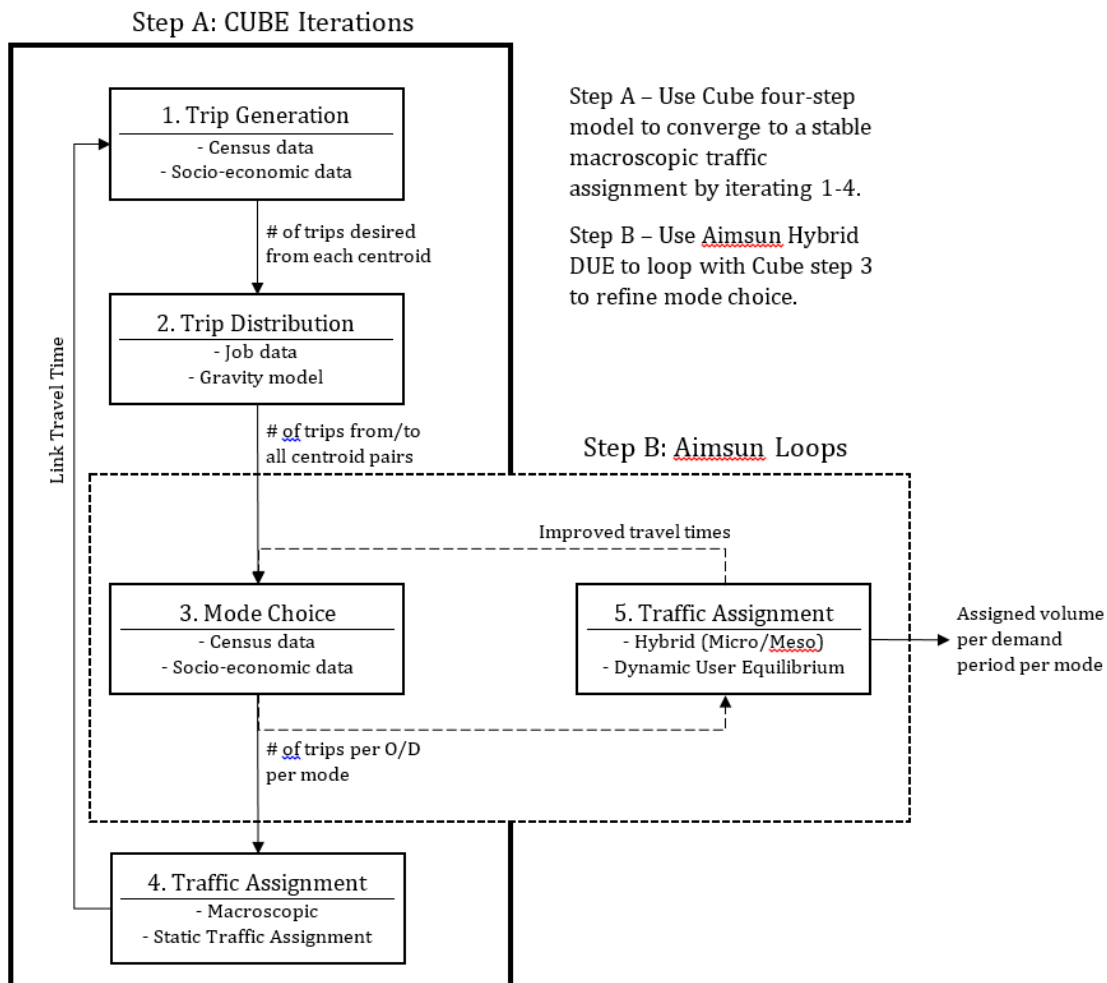 Step A: CUBE Iterations
1. Trip Generation
- Census data
- Socio-economic data
# of trips desired
from each centroid
2. Trip Distribution
- Job data
- Gravity model
# of trips from/to
all centroid pairs
Link Travel Time
Step A – Use Cube four-step
model to converge to a stable
macroscopic traffic
assignment by iterating 1-4.
Step B – Use Aimsun Hybrid
DUE to loop with Cube step 3
to refine mode choice.
Step B: Aimsun Loops
Improved travel times
3. Mode Choice
- Census data
- Socio-economic data
5. Traffic Assignment
- Hybrid (Micro/Meso)
- Dynamic User Equilibrium
Assigned volume
per demand
period per mode
# of trips per O/D
per mode
4. Traffic Assignment
- Macroscopic
- Static Traffic Assignment